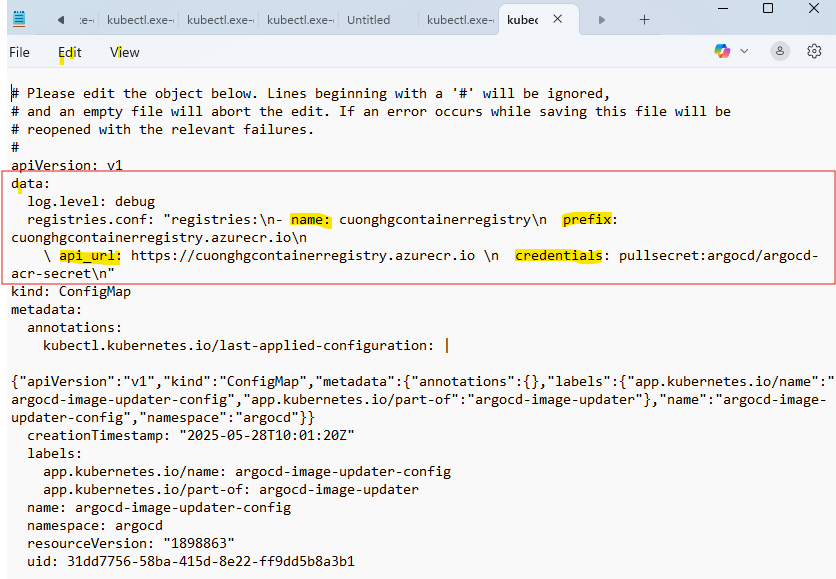 :e-( kubectl.exe-( kubectl.exe-( kubectl.exe-( Untitled kubectl.exe-( kubec
File Edit View
# Please edit the object below. Lines beginning with a '#' will be ignored,
# and an empty file will abort the edit. If an error occurs while saving this file will be
# reopened with the relevant failures.
#
apiVersion: v1
data:
  log.level: debug
  registries.conf: "registries:\n- name: cuonghgcontainerregistry\n  prefix:
cuonghgcontainerregistry.azurecr.io\n
    \ api_url: https://cuonghgcontainerregistry.azurecr.io \n  credentials: pullsecret:argocd/argocd-
acr-secret\n"
kind: ConfigMap
metadata:
  annotations:
    kubectl.kubernetes.io/last-applied-configuration: |
{"apiVersion":"v1","kind":"ConfigMap","metadata":{"annotations":{},"labels":{"app.kubernetes.io/name":"
argocd-image-updater-config","app.kubernetes.io/part-of":"argocd-image-updater"},"name":"argocd-image-
updater-config","namespace":"argocd"}}
  creationTimestamp: "2025-05-28T10:01:20Z"
  labels:
    app.kubernetes.io/name: argocd-image-updater-config
    app.kubernetes.io/part-of: argocd-image-updater
  name: argocd-image-updater-config
  namespace: argocd
  resourceVersion: "1898863"
  uid: 31dd7756-58ba-415d-8e22-ff9dd5b8a3b1